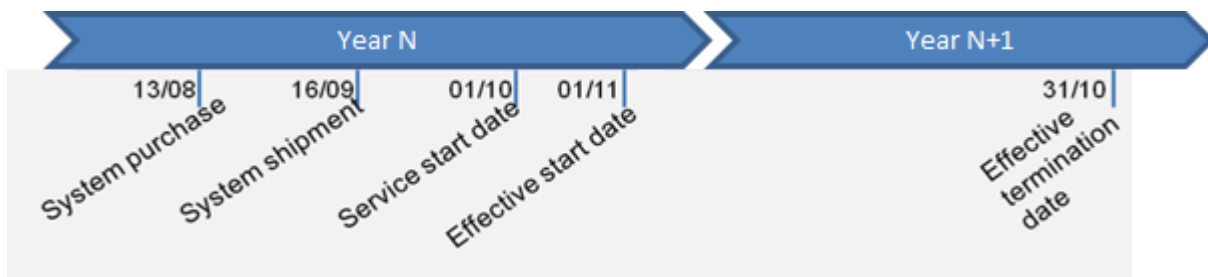 Year N
Year N+1
13/08
16/09
01/10
01/11
31/10
System purchase
System shipment
Service start date
Effective start date
Effective
termination
date